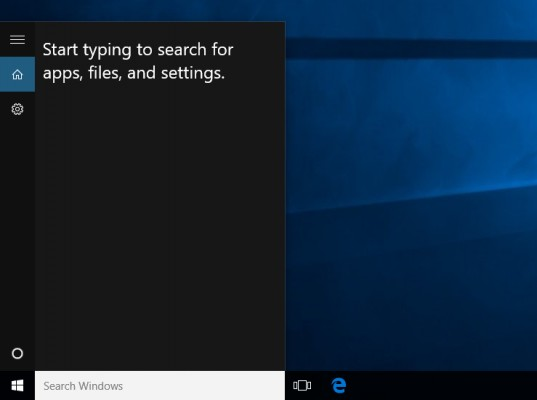 Start typing to search for
apps, files, and settings.
Search Windows